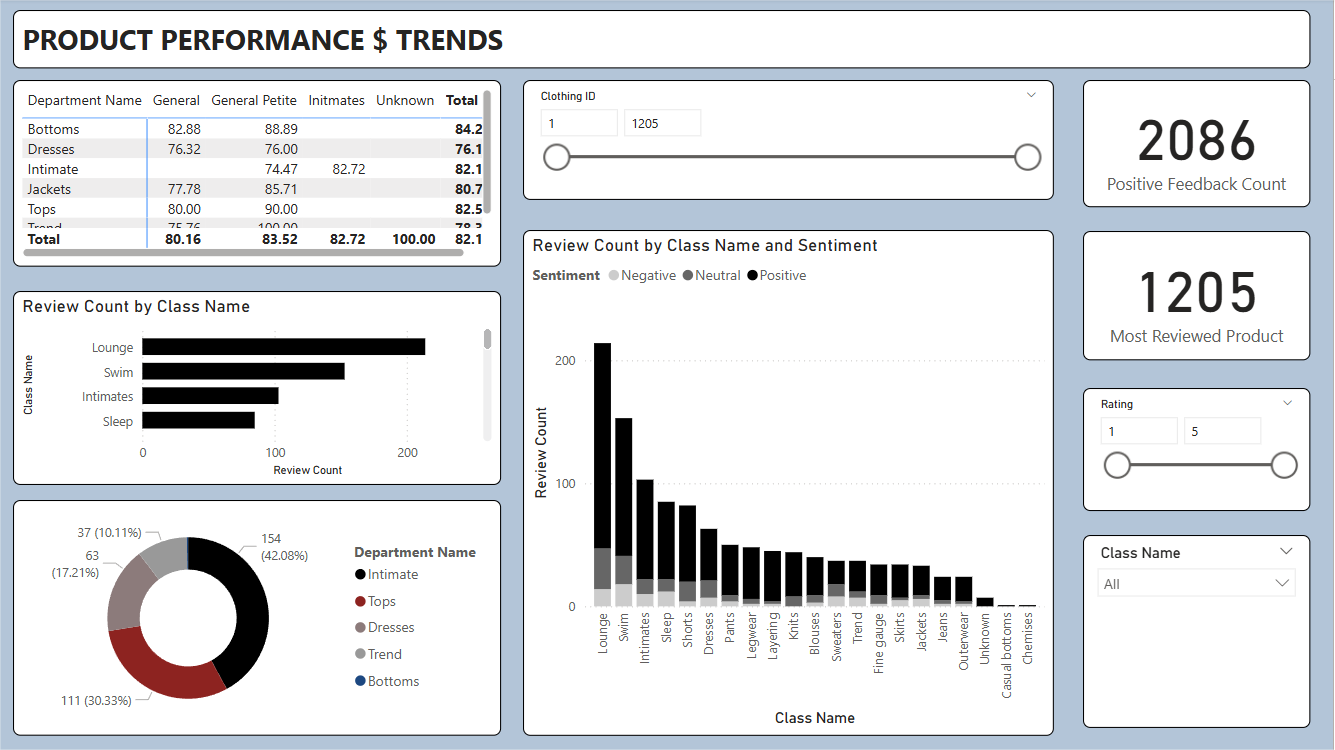 PRODUCT PERFORMANCE $ TRENDS
Department Name General General Petite Initmates Unknown Total
Bottoms 82.88 88.89 84.2
Dresses 76.32 76.00 76.1
Intimate 74.47 82.72 82.1
Jackets 77.78 85.71 80.7
Tops 80.00 90.00 82.5
Trend 75.76 100.00 78.3
Total 80.16 83.52 82.72 100.00 82.1
Clothing ID
1 1205
2086
Positive Feedback Count
1205
Most Reviewed Product
Review Count by Class Name
Class Name
Lounge
Swim
Intimates
Sleep
0 100 200
Review Count
Review Count by Class Name and Sentiment
Sentiment Negative Neutral Positive
Review Count
200
100
0
Lounge
Swim
Intimates
Sleep
Shorts
Dresses
Pants
Legwear
Layering
Knits
Blouses
Sweaters
Trend
Fine gauge
Skirts
Jackets
Jeans
Outerwear
Unknown
Casual bottoms
Chemises
Class Name
Rating
1 5
Class Name
All
37 (10.11%)
63
(17.21%)
154
(42.08%)
111 (30.33%)
Department Name
Intimate
Tops
Dresses
Trend
Bottoms